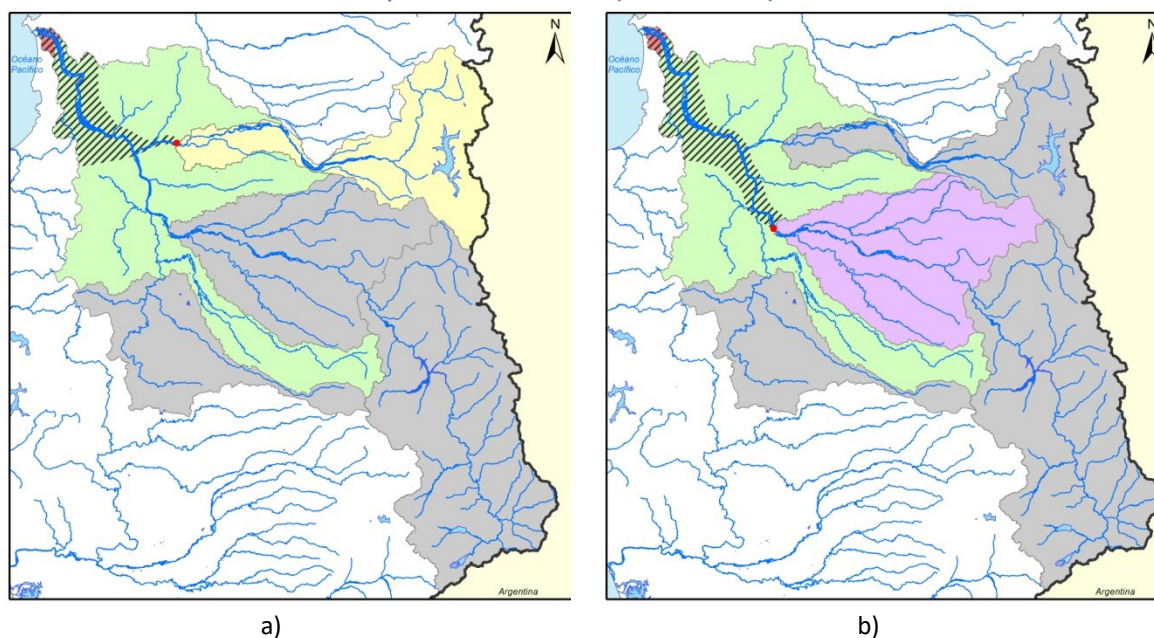 N
Océano
Pacífico
Argentina
a)
N
Océano
Pacífico
Argentina
b)